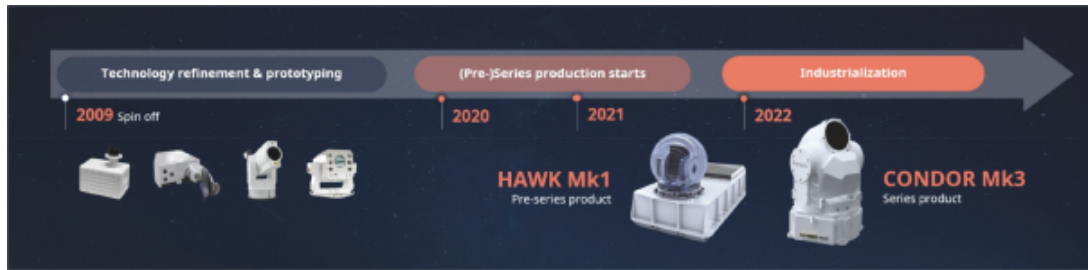 Technology refinement & prototyping
(Pre-)Series production starts
Industrialization
2009 Spin off
2020
2021
2022
HAWK Mk1
Pre-series product
CONDOR Mk3
Series product